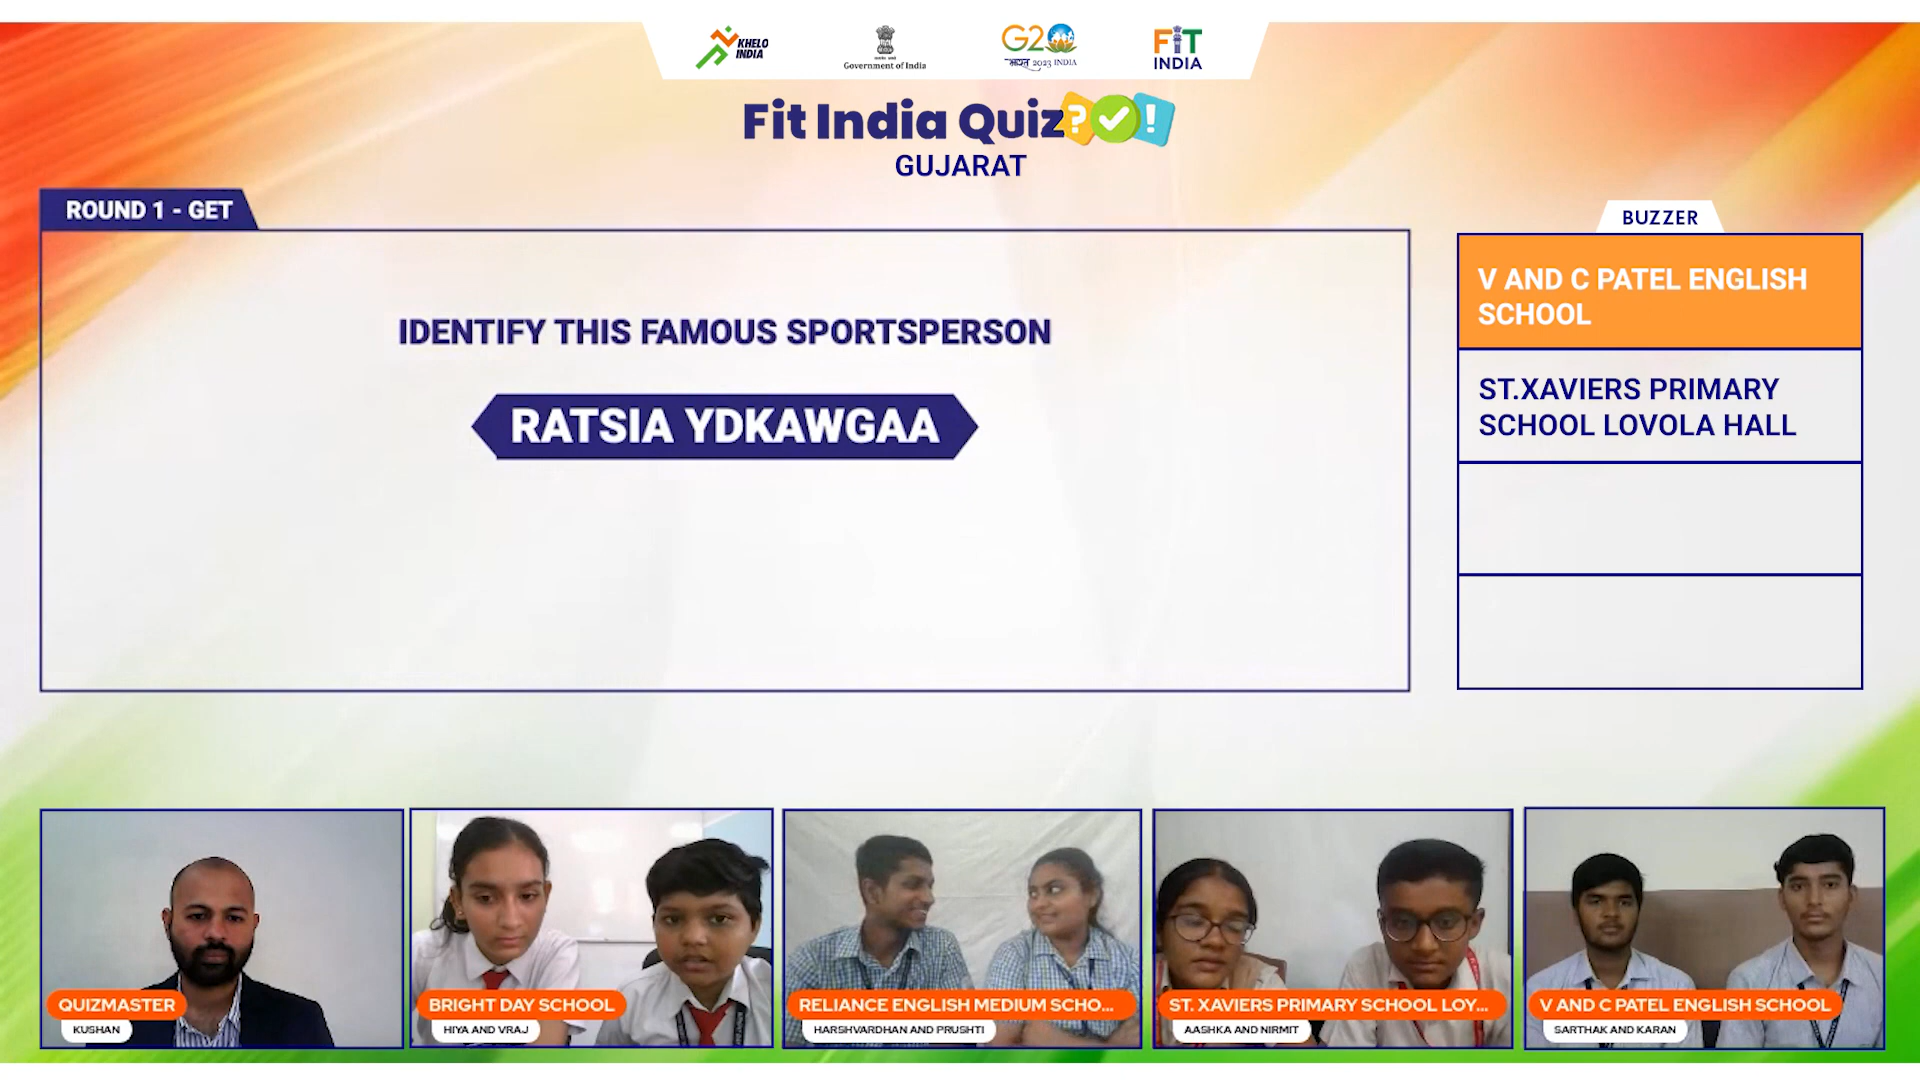 KHELO
INDIA
Government of India
G20
भारत 2023 INDIA
FIT
INDIA
Fit India Quiz?!
GUJARAT
ROUND 1 - GET
IDENTIFY THIS FAMOUS SPORTSPERSON
RATSIA YDKAWGAA
BUZZER
V AND C PATEL ENGLISH
SCHOOL
ST.XAVIERS PRIMARY
SCHOOL LOVOLA HALL
QUIZMASTER
KUSHAN
BRIGHT DAY SCHOOL
HIYA AND VRAJ
RELIANCE ENGLISH MEDIUM SCHO...
HARSHVARDHAN AND PRUSHTI
ST. XAVIERS PRIMARY SCHOOL LOY...
AASHKA AND NIRMIT
V AND C PATEL ENGLISH SCHOOL
SARTHAK AND KARAN